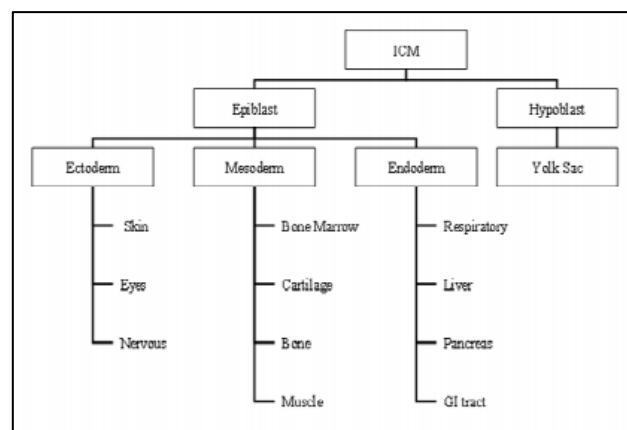 ICM
Epiblast
Hypoblast
Ectoderm
Mesoderm
Endoderm
Yolk Sac
Skin
Bone Marrow
Respiratory
Eyes
Cartilage
Liver
Nervous
Bone
Pancreas
Muscle
GI tract